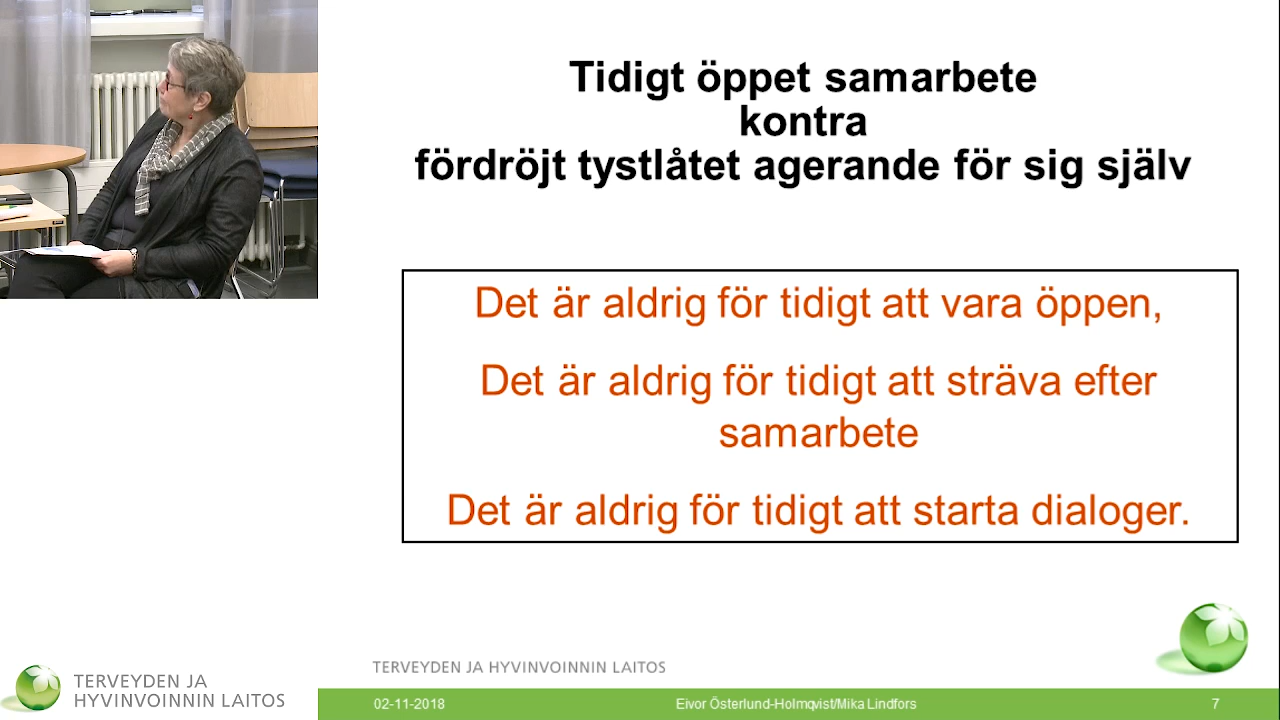 Tidigt öppet samarbete
kontra
fördröjt tystlåtet agerande för sig själv
Det är aldrig för tidigt att vara öppen,
Det är aldrig för tidigt att sträva efter
samarbete
Det är aldrig för tidigt att starta dialoger.
TERVEYDEN JA HYVINVOINNIN LAITOS
TERVEYDEN JA
HYVINVOINNIN LAITOS
02-11-2018
Eivor Österlund-Holmqvist/Mika Lindfors
7